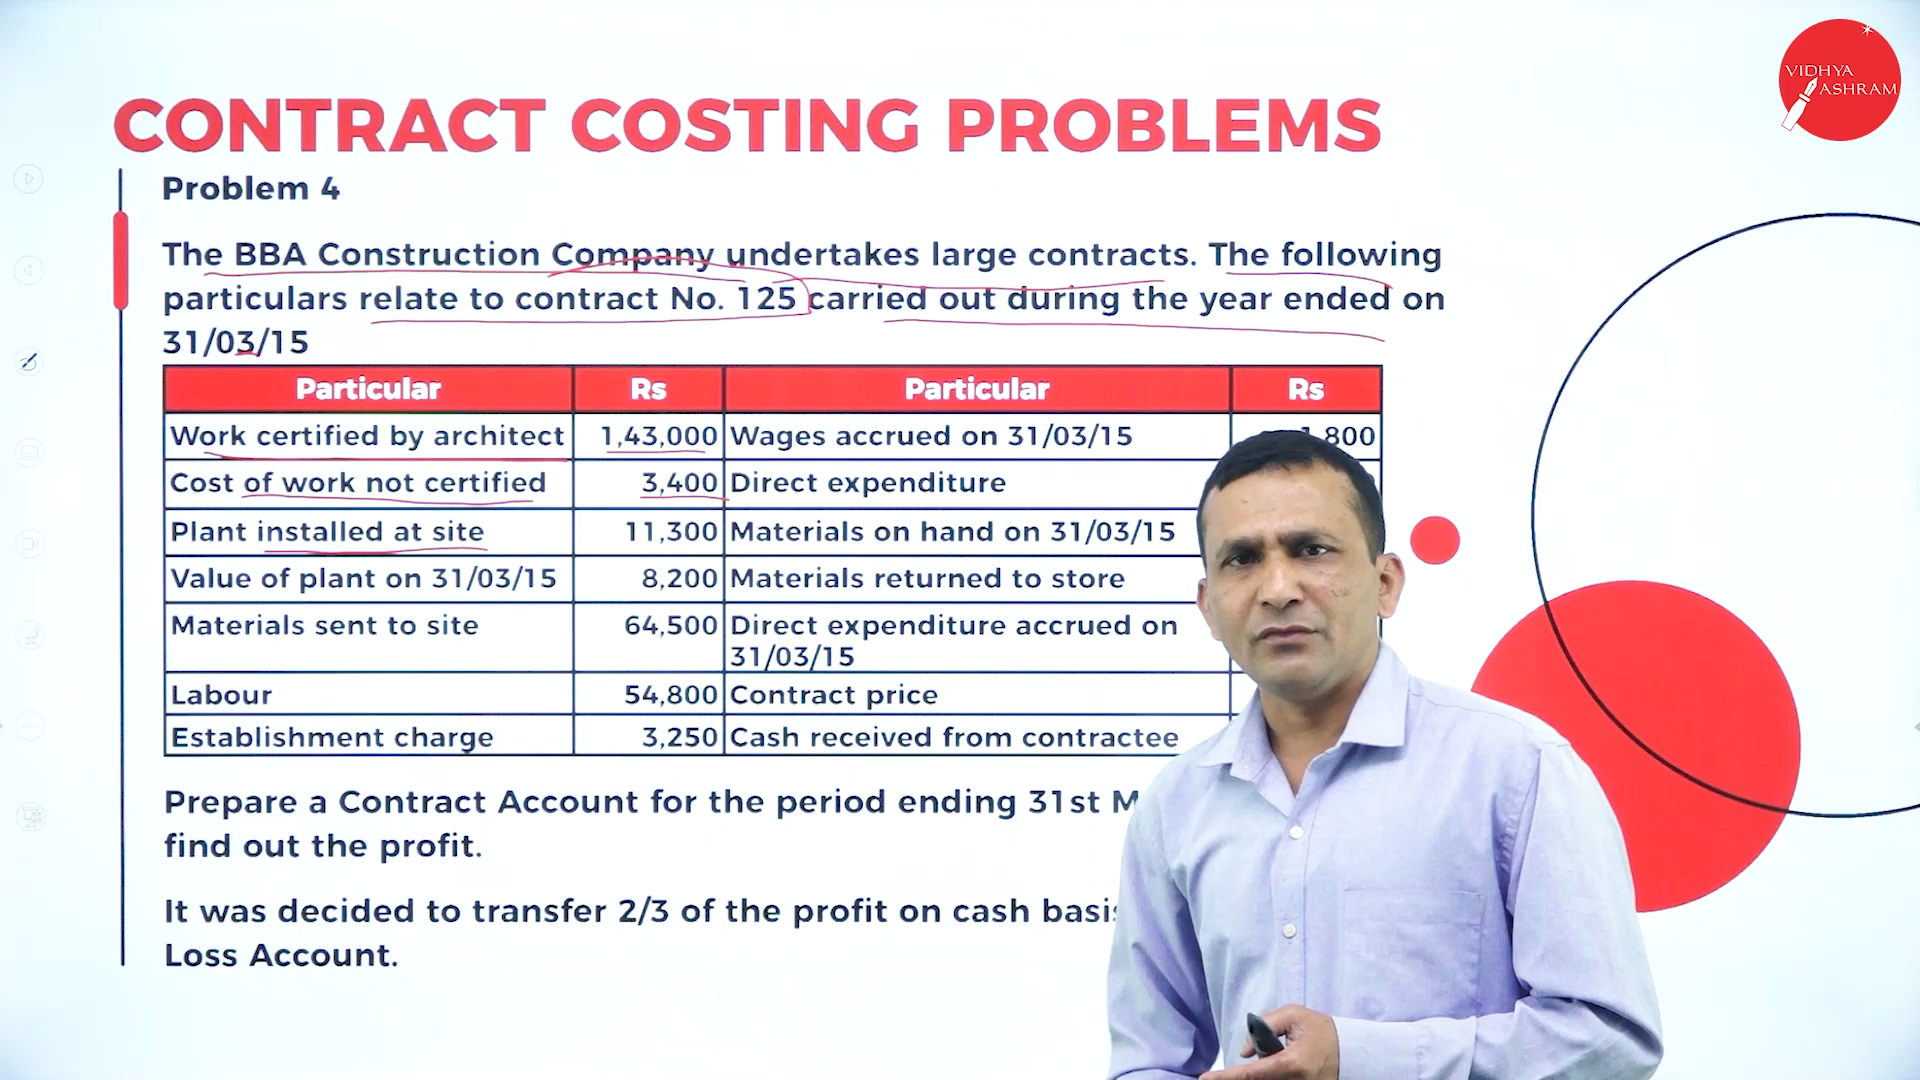 VIDHYA
ASHRAM
CONTRACT COSTING PROBLEMS
Problem 4
The BBA Construction Company undertakes large contracts. The following
particulars relate to contract No. 125 carried out during the year ended on
31/03/15
Particular Rs Particular Rs
Work certified by architect 1,43,000 Wages accrued on 31/03/15 1,800
Cost of work not certified 3,400 Direct expenditure
Plant installed at site 11,300 Materials on hand on 31/03/15
Value of plant on 31/03/15 8,200 Materials returned to store
Materials sent to site 64,500 Direct expenditure accrued on
31/03/15
Labour 54,800 Contract price
Establishment charge 3,250 Cash received from contractee
Prepare a Contract Account for the period ending 31st
find out the profit.
It was decided to transfer 2/3 of the profit on cash basis
Loss Account.